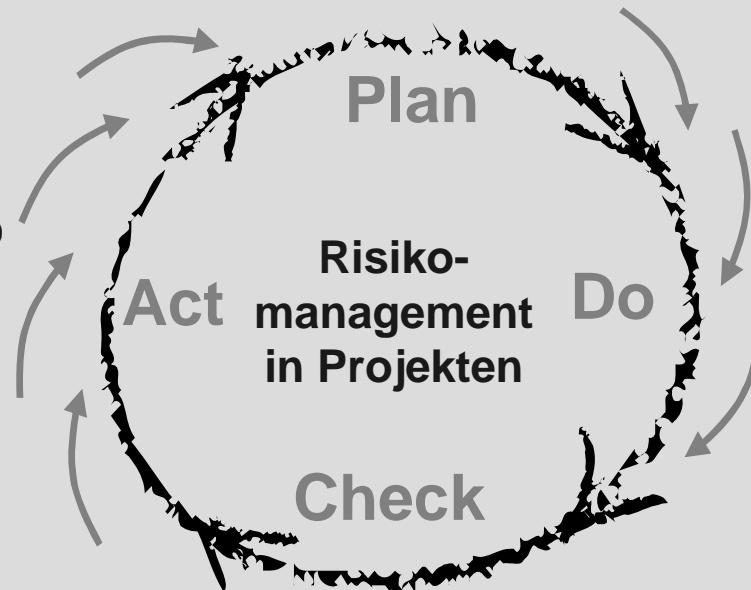 Plan
Act
Risiko-
management
in Projekten
Do
Check